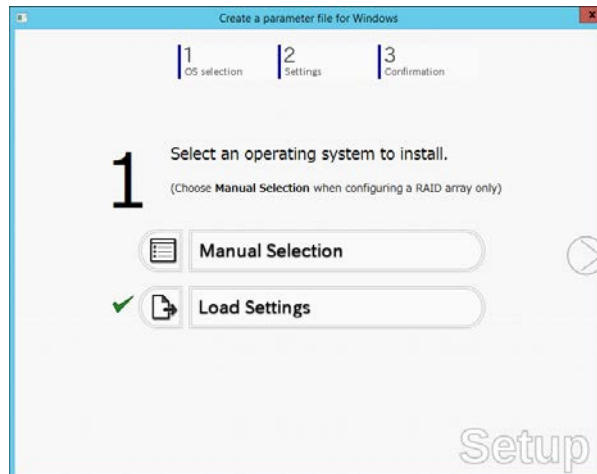 Create a parameter file for Windows
x
1
OS selection
2
Settings
3
Confirmation
1
Select an operating system to install.
(Choose Manual Selection when configuring a RAID array only)
Manual Selection
Load Settings
Setup